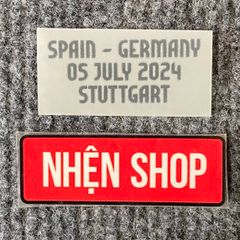 SPAIN - GERMANY
05 JULY 2024
STUTTGART
NHỆN SHOP